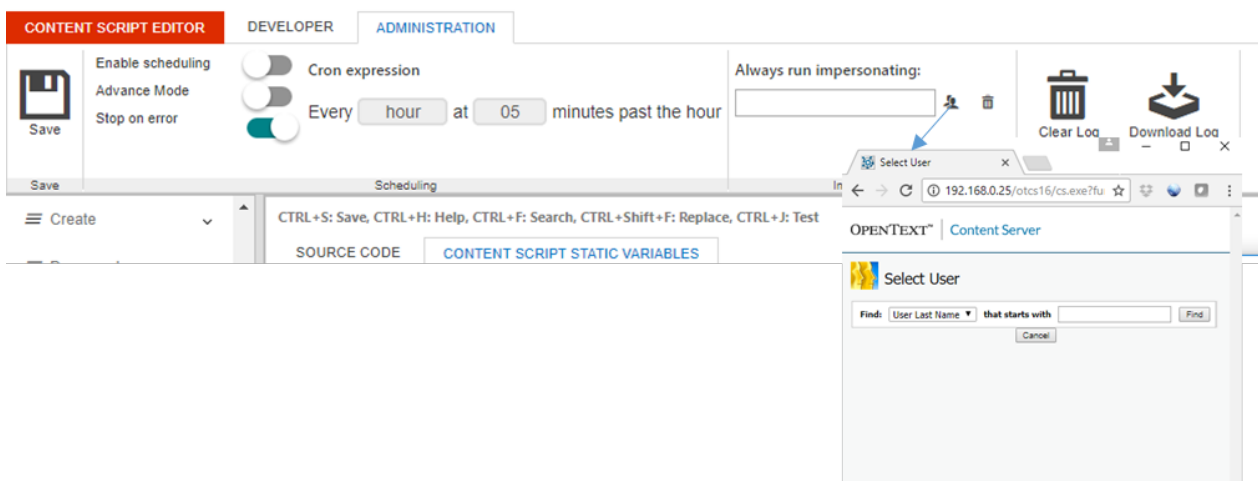 CONTENT SCRIPT EDITOR DEVELOPER ADMINISTRATION
Enable scheduling
Advance Mode
Stop on error
Save
Cron expression
Every hour at 05 minutes past the hour
Always run impersonating:
Clear Log Download Log
Save Scheduling
Select User
192.168.0.25/otcs16/cs.exe?fu
Create
CTRL+S: Save, CTRL+H: Help, CTRL+F: Search, CTRL+Shift+F: Replace, CTRL+J: Test
SOURCE CODE CONTENT SCRIPT STATIC VARIABLES
OPENTEXT™ Content Server
Select User
Find: User Last Name that starts with Find
Cancel